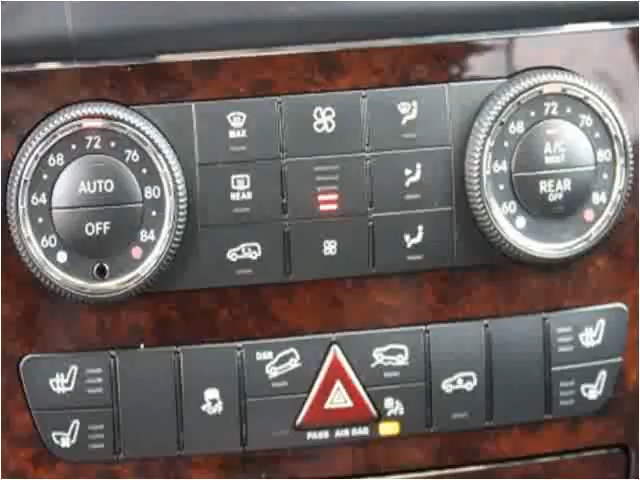 72
68 76
64 80
60 84
AUTO
OFF
MAX
REAR
72
68 76
64 80
60 84
A/C
REAR
OFF
DSR
PASS AIR BAG